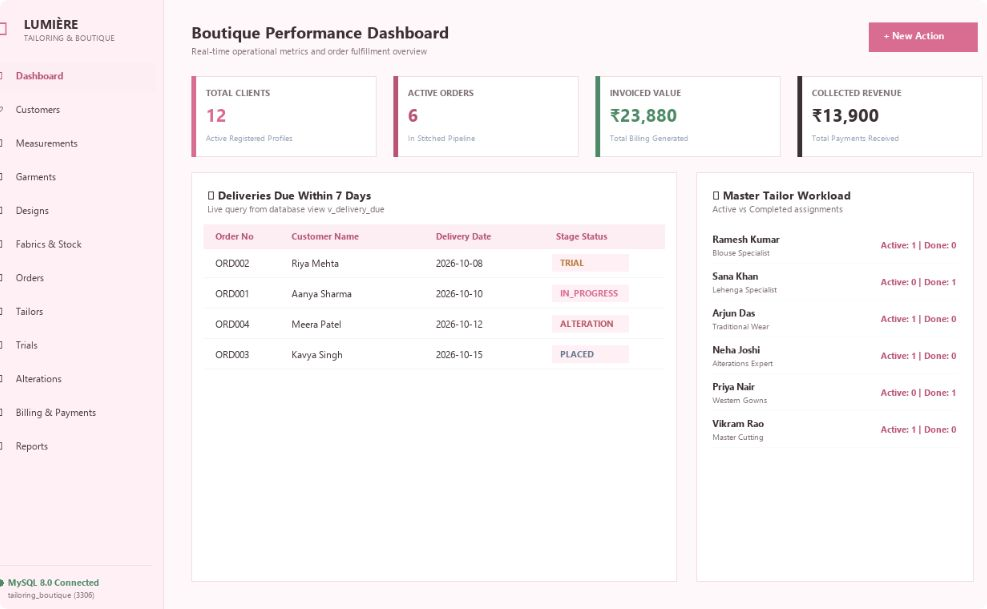 LUMIÈRE
TAILORING & BOUTIQUE
Dashboard
Customers
Measurements
Garments
Designs
Fabrics & Stock
Orders
Tailors
Trials
Alterations
Billing & Payments
Reports
MySQL 8.0 Connected
tailoring_boutique (3306)
Boutique Performance Dashboard
Real-time operational metrics and order fulfillment overview
+ New Action
TOTAL CLIENTS
12
Active Registered Profiles
ACTIVE ORDERS
6
In Stitched Pipeline
INVOICED VALUE
₹23,880
Total Billing Generated
COLLECTED REVENUE
₹13,900
Total Payments Received
Deliveries Due Within 7 Days
Live query from database view v_delivery_due
Order No Customer Name Delivery Date Stage Status
ORD002 Riya Mehta 2026-10-08 TRIAL
ORD001 Aanya Sharma 2026-10-10 IN_PROGRESS
ORD004 Meera Patel 2026-10-12 ALTERATION
ORD003 Kavya Singh 2026-10-15 PLACED
Master Tailor Workload
Active vs Completed assignments
Ramesh Kumar
Blouse Specialist
Active: 1 | Done: 0
Sana Khan
Lehenga Specialist
Active: 0 | Done: 1
Arjun Das
Traditional Wear
Active: 1 | Done: 0
Neha Joshi
Alterations Expert
Active: 1 | Done: 0
Priya Nair
Western Gowns
Active: 0 | Done: 1
Vikram Rao
Master Cutting
Active: 1 | Done: 0